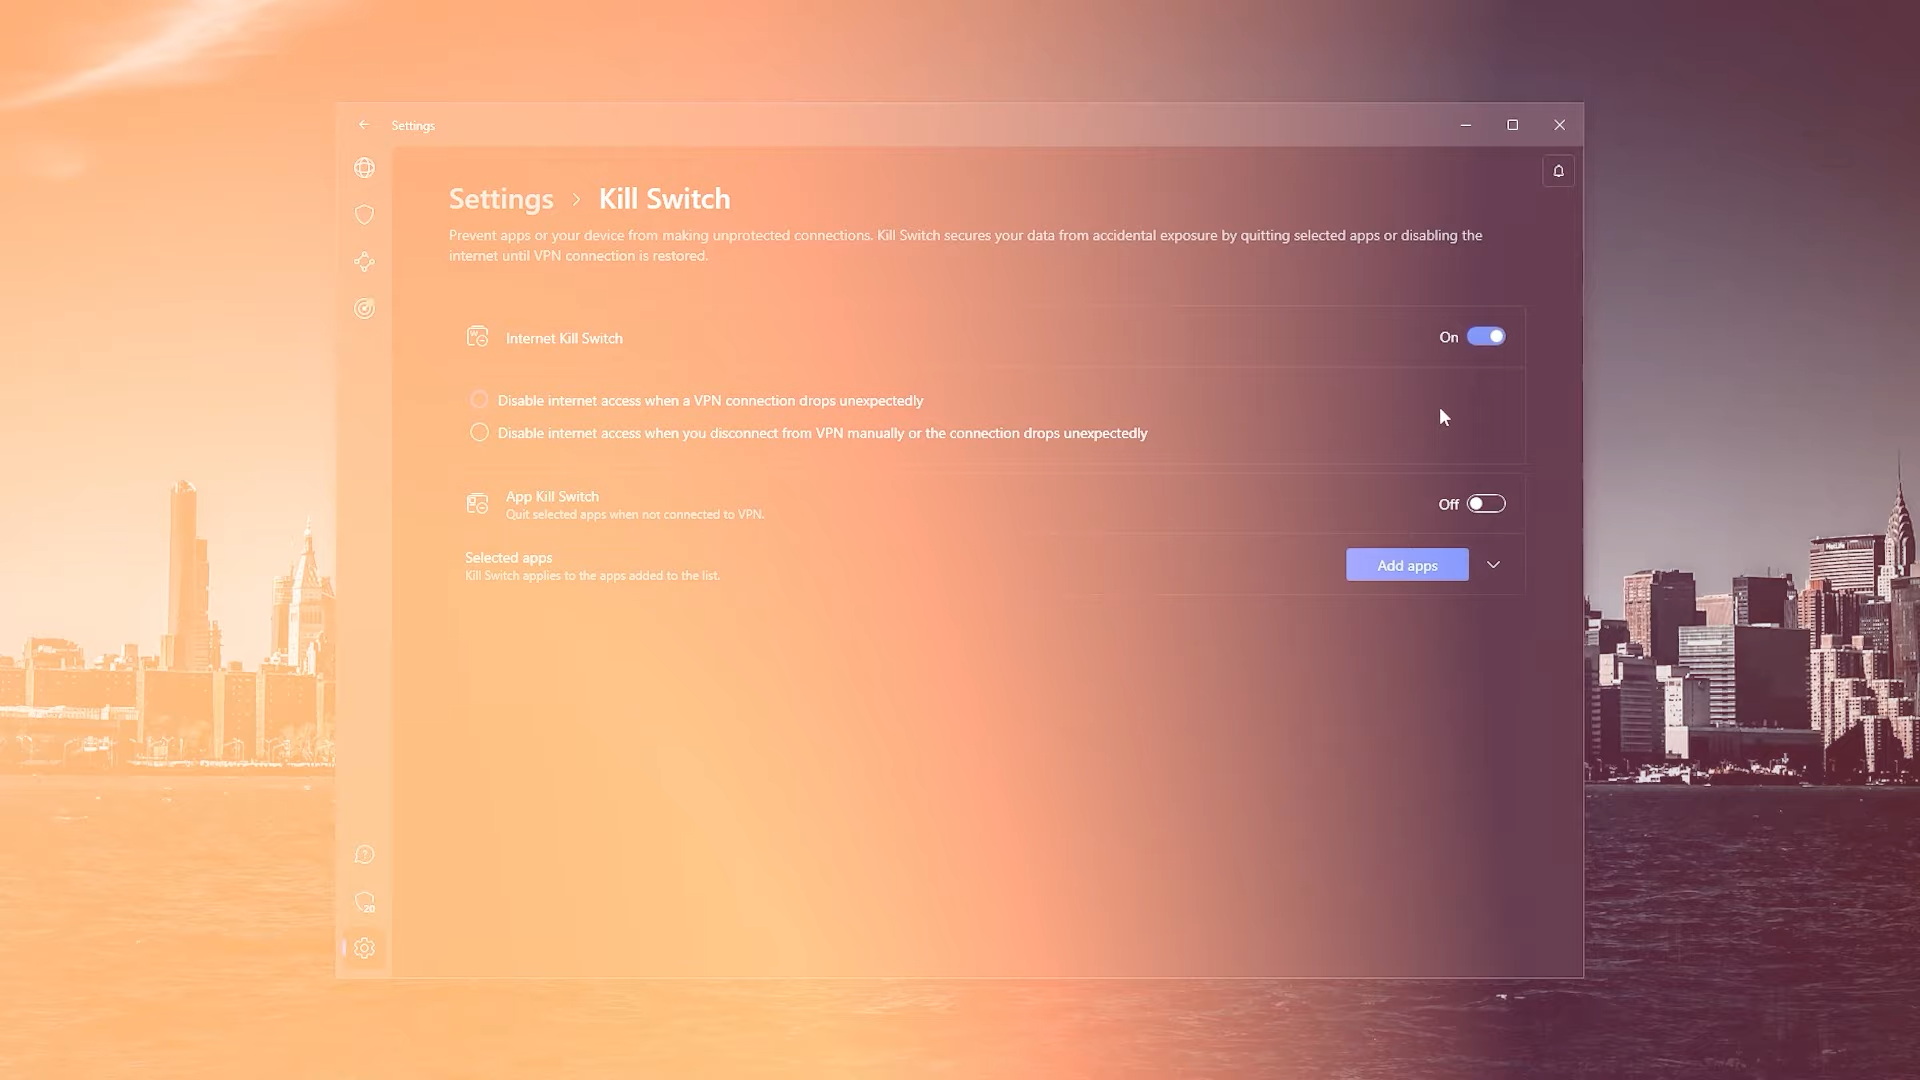 Settings
Settings > Kill Switch
Prevent apps or your device from making unprotected connections. Kill Switch secures your data from accidental exposure by quitting selected apps or disabling the
internet until VPN connection is restored.
Internet Kill Switch
On
Disable internet access when a VPN connection drops unexpectedly
Disable internet access when you disconnect from VPN manually or the connection drops unexpectedly
App Kill Switch
Quit selected apps when not connected to VPN.
Off
Selected apps
Kill Switch applies to the apps added to the list.
Add apps
20
MetLife